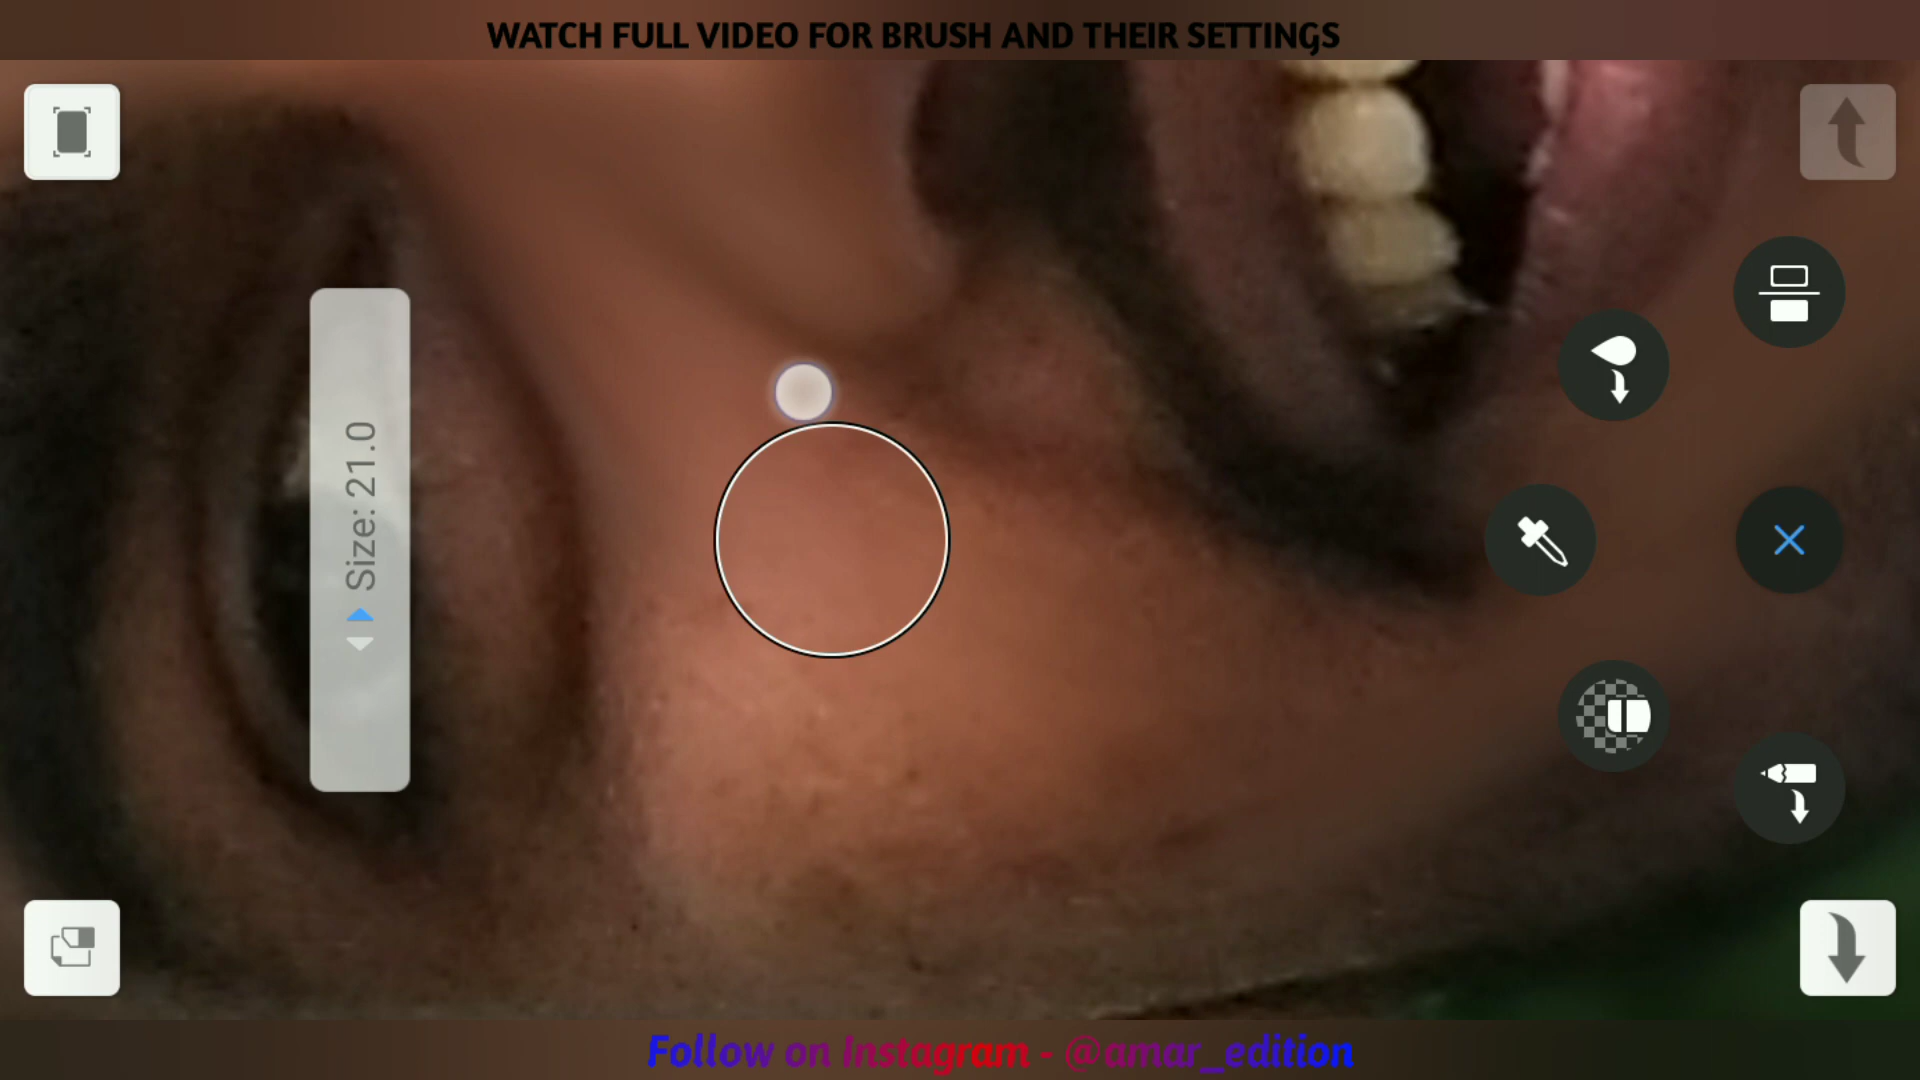 WATCH FULL VIDEO FOR BRUSH AND THEIR SETTINGS
Size: 21.0
Follow on Instagram - @amar_edition